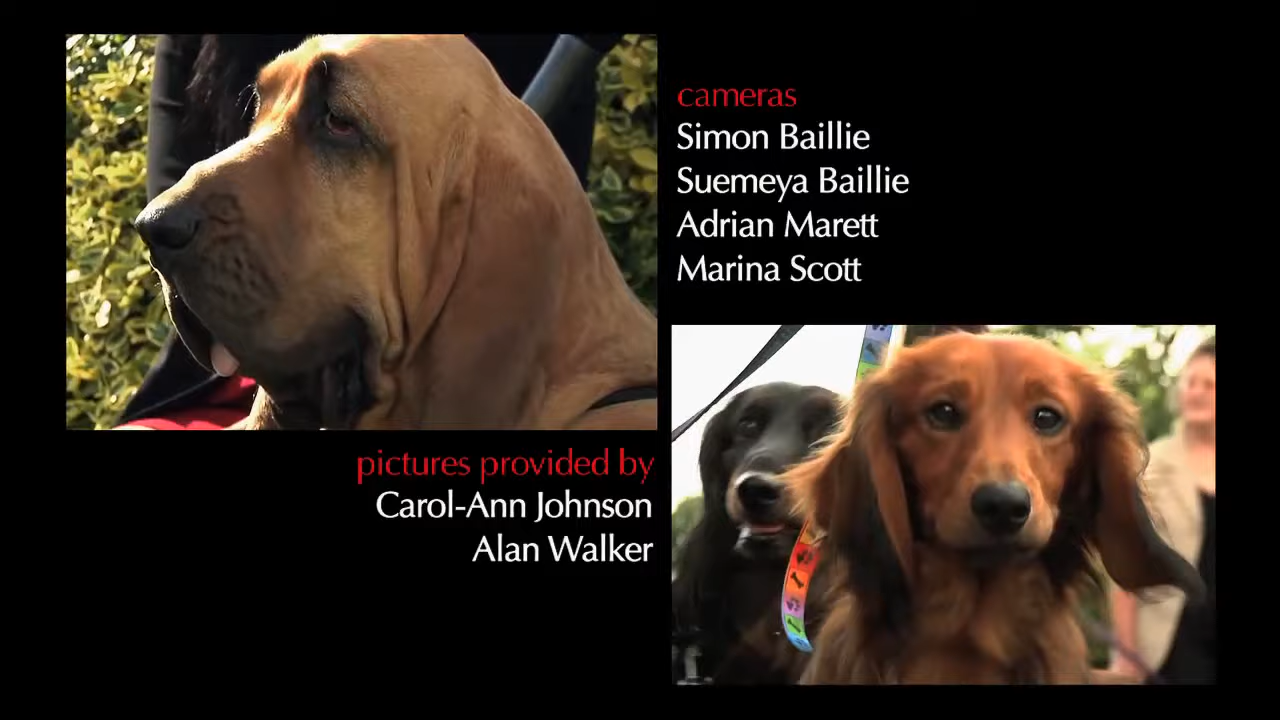 cameras
Simon Baillie
Suemeya Baillie
Adrian Marett
Marina Scott
pictures provided by
Carol-Ann Johnson
Alan Walker